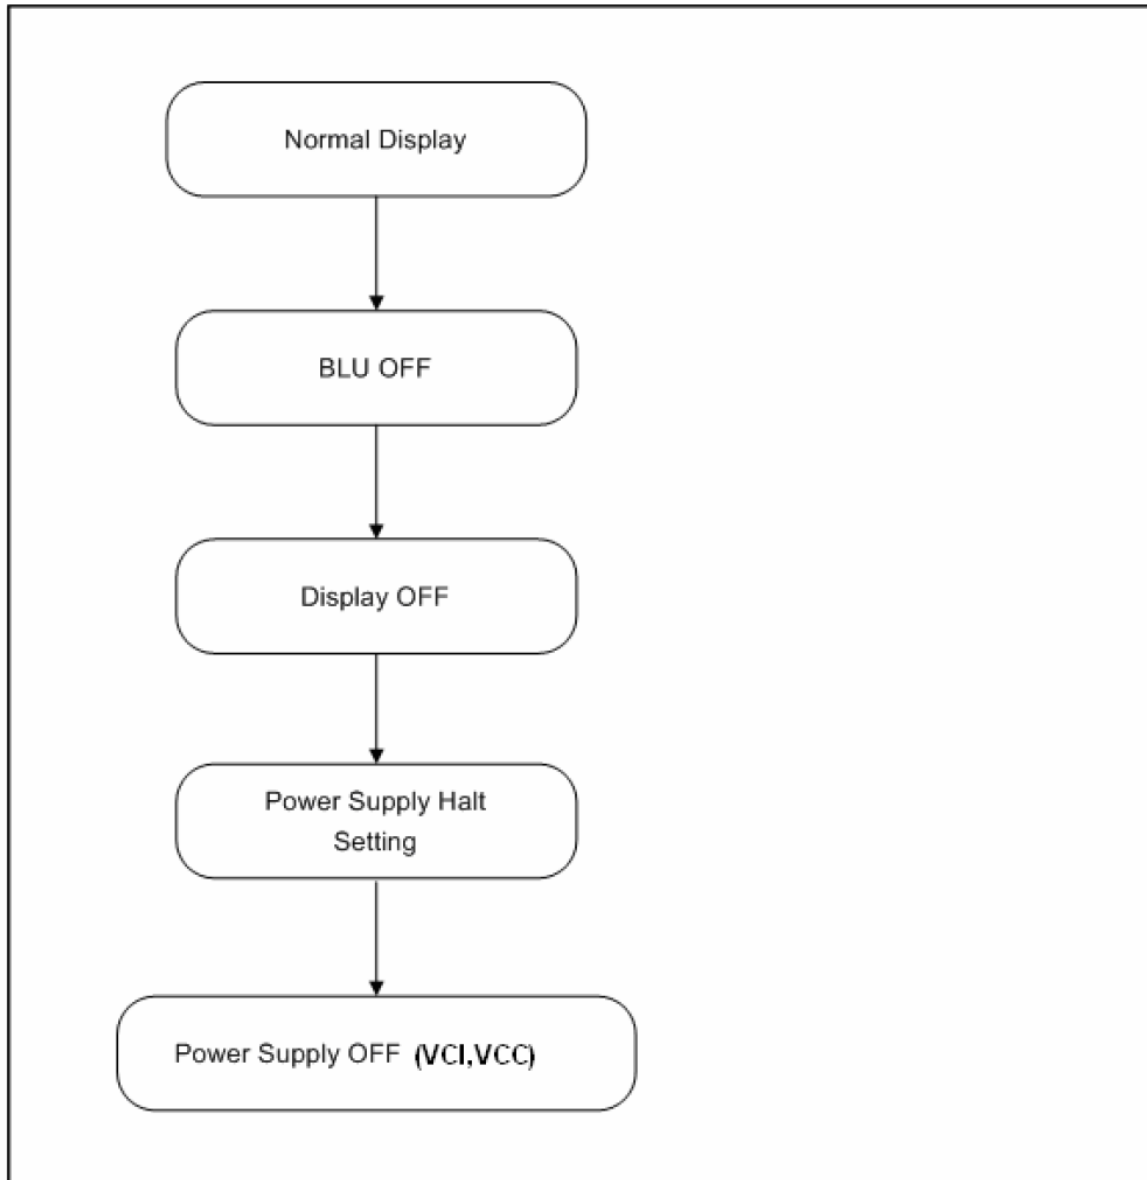 Normal Display
BLU OFF
Display OFF
Power Supply Halt
Setting
Power Supply OFF (VCI,VCC)